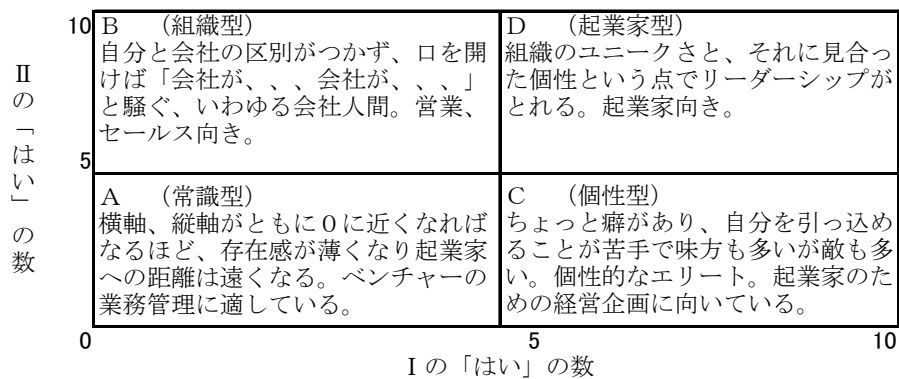 10
B　（組織型）
自分と会社の区別がつかず、口を開
けば「会社が、、、会社が、、、」
と騒ぐ、いわゆる会社人間。営業、
セールス向き。
D　（起業家型）
組織のユニークさと、それに見合っ
た個性という点でリーダーシップが
とれる。起業家向き。
Ⅱの「はい」の数
5
A　（常識型）
横軸、縦軸がともに０に近くなれば
なるほど、存在感が薄くなり起業家
への距離は遠くなる。ベンチャーの
業務管理に適している。
C　（個性型）
ちょっと癖があり、自分を引っ込め
ることが苦手で味方も多いが敵も多
い。個性的なエリート。起業家のた
めの経営企画に向いている。
0
5
10
Ⅰの「はい」の数